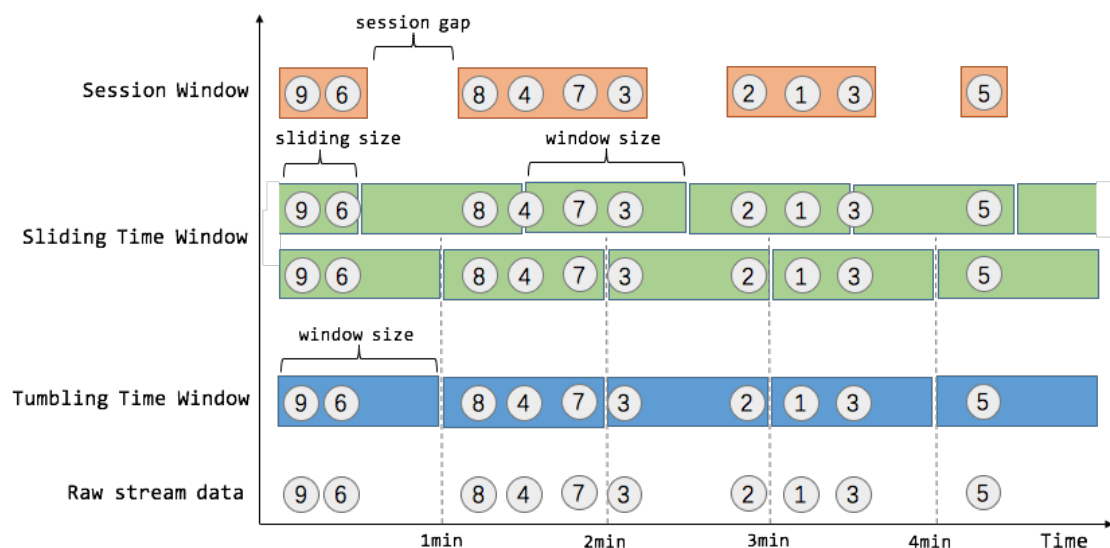 session gap
Session Window
9 6 8 4 7 3 2 1 3 5
sliding size
window size
9 6 8 4 7 3 2 1 3 5
Sliding Time Window
9 6 8 4 7 3 2 1 3 5
window size
Tumbling Time Window
9 6 8 4 7 3 2 1 3 5
Raw stream data
9 6 8 4 7 3 2 1 3 5
1min 2min 3min 4min Time